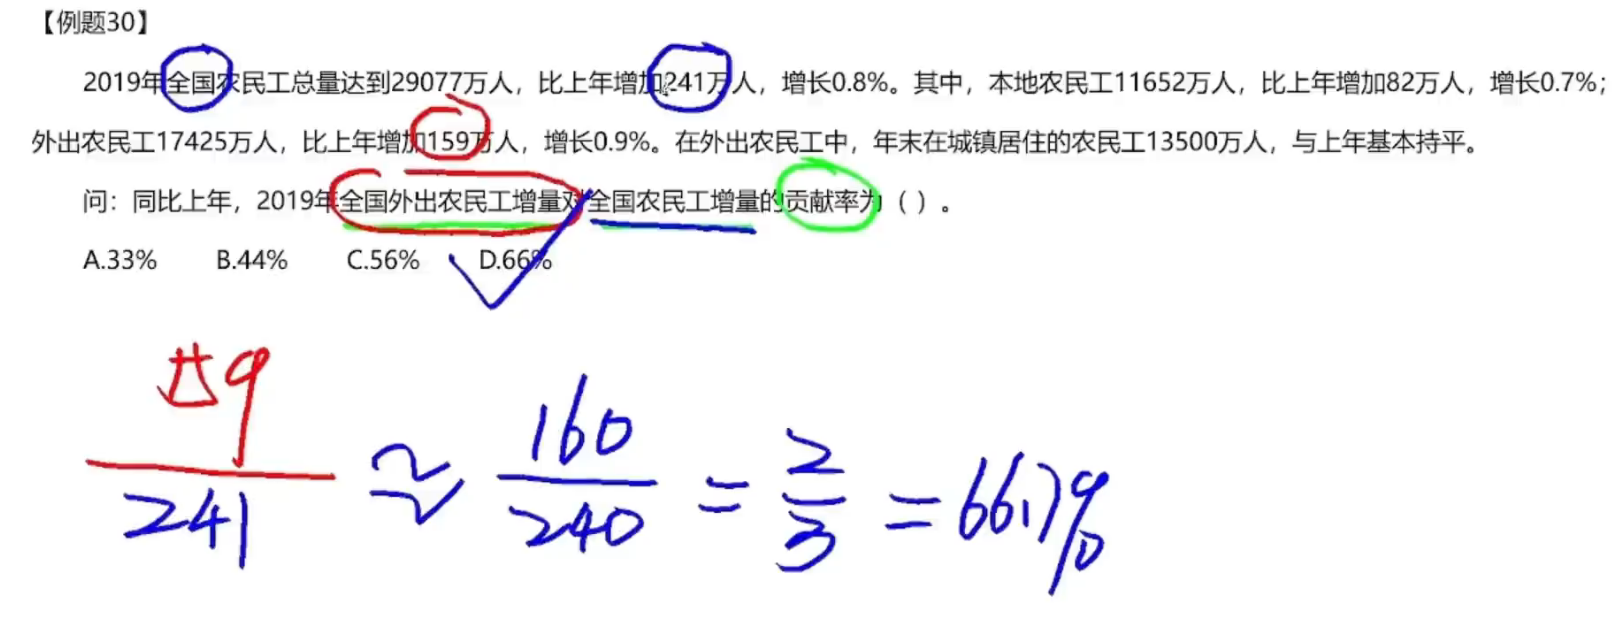 【例题30】
2019年全国农民工总量达到29077万人，比上年增加241万人，增长0.8%。其中，本地农民工11652万人，比上年增加82万人，增长0.7%；
外出农民工17425万人，比上年增加159万人，增长0.9%。在外出农民工中，年末在城镇居住的农民工13500万人，与上年基本持平。
问：同比上年，2019年全国外出农民工增量对全国农民工增量的贡献率为（ ）。
A.33% B.44% C.56% D.66%
159/241 ≈ 160/240 = 2/3 = 66.7%